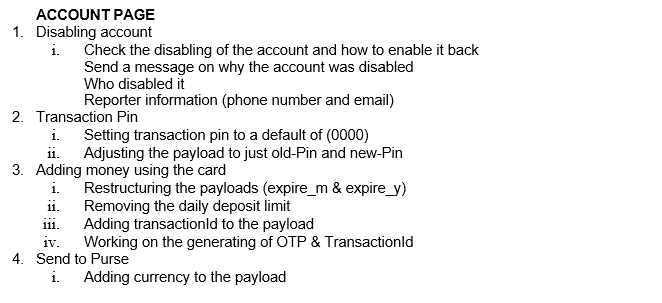 ACCOUNT PAGE
1. Disabling account
i. Check the disabling of the account and how to enable it back
Send a message on why the account was disabled
Who disabled it
Reporter information (phone number and email)
2. Transaction Pin
i. Setting transaction pin to a default of (0000)
ii. Adjusting the payload to just old-Pin and new-Pin
3. Adding money using the card
i. Restructuring the payloads (expire_m & expire_y)
ii. Removing the daily deposit limit
iii. Adding transactionId to the payload
iv. Working on the generating of OTP & TransactionId
4. Send to Purse
i. Adding currency to the payload